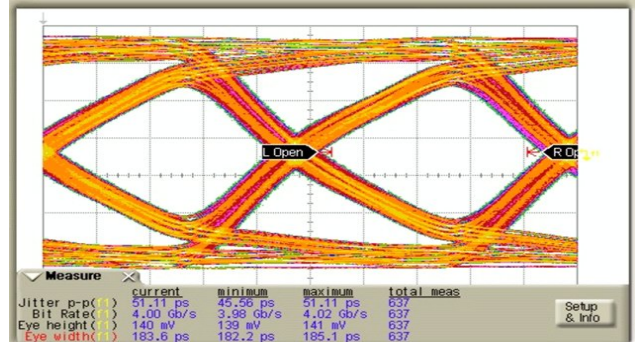 L Open
R Op
Measure
current minimum maximum total meas
Jitter p-p(f1) 51.11 ps 45.56 ps 51.11 ps 637
Bit Rate(f1) 4.00 Gb/s 3.98 Gb/s 4.02 Gb/s 637
Eye height(f1) 140 mV 139 mV 141 mV 637
Eye width(f1) 183.6 ps 182.2 ps 185.1 ps 637
Setup
& Info